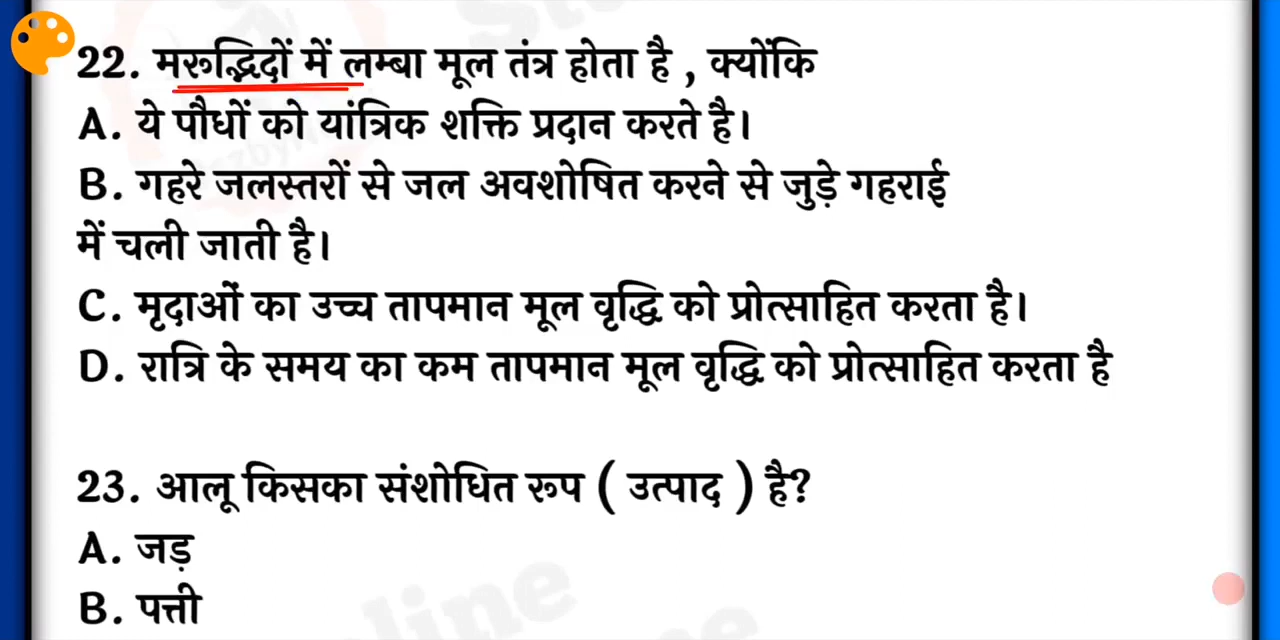 22. मरुद्भिदों में लम्बा मूल तंत्र होता है , क्योंकि
A. ये पौधों को यांत्रिक शक्ति प्रदान करते है।
B. गहरे जलस्तरों से जल अवशोषित करने से जुड़े गहराई
में चली जाती है।
C. मृदाओं का उच्च तापमान मूल वृद्धि को प्रोत्साहित करता है।
D. रात्रि के समय का कम तापमान मूल वृद्धि को प्रोत्साहित करता है
23. आलू किसका संशोधित रूप ( उत्पाद ) है?
A. जड़
B. पत्ती